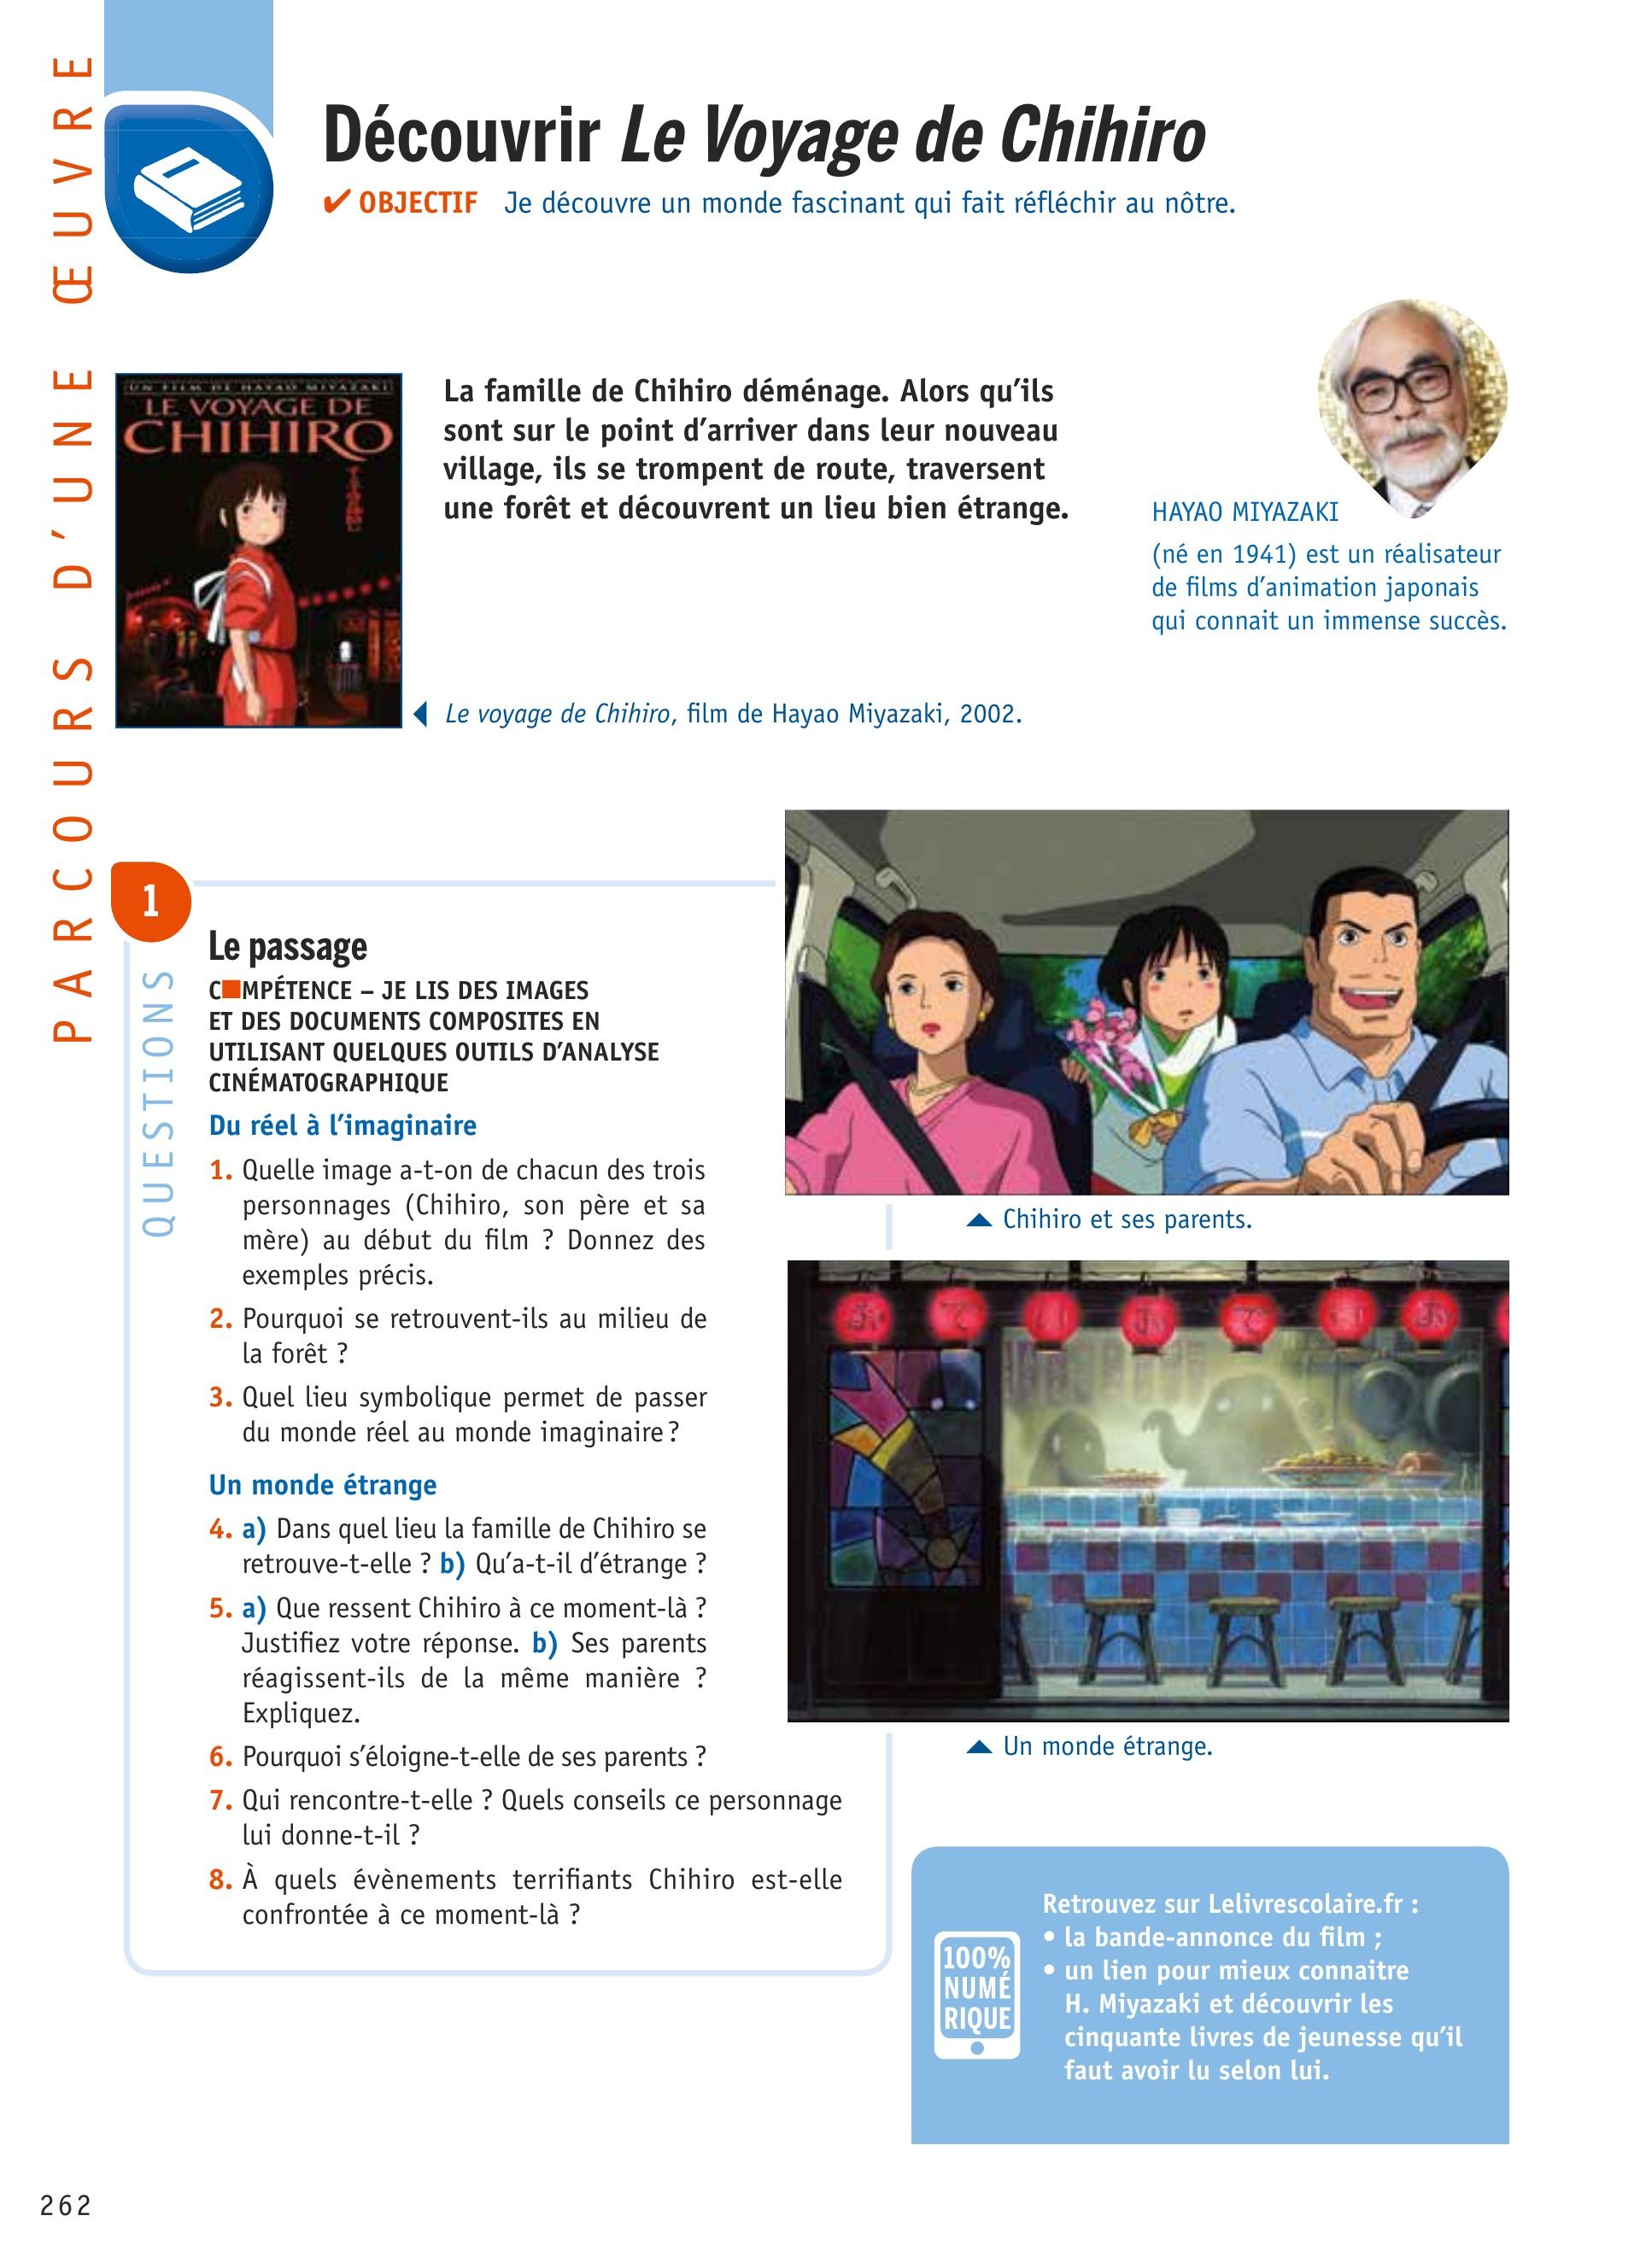 PARCOURS D'UNE ŒUVRE
Découvrir Le Voyage de Chihiro
✔ OBJECTIF Je découvre un monde fascinant qui fait réfléchir au nôtre.
UN FILM DE HAYAO MIYAZAKI
LE VOYAGE DE
CHIHIRO
La famille de Chihiro déménage. Alors qu'ils
sont sur le point d'arriver dans leur nouveau
village, ils se trompent de route, traversent
une forêt et découvrent un lieu bien étrange.
HAYAO MIYAZAKI
(né en 1941) est un réalisateur
de films d'animation japonais
qui connait un immense succès.
Le voyage de Chihiro, film de Hayao Miyazaki, 2002.
1
QUESTIONS
Le passage
C■MPÉTENCE – JE LIS DES IMAGES
ET DES DOCUMENTS COMPOSITES EN
UTILISANT QUELQUES OUTILS D'ANALYSE
CINÉMATOGRAPHIQUE
Du réel à l'imaginaire
1. Quelle image a-t-on de chacun des trois
personnages (Chihiro, son père et sa
mère) au début du film ? Donnez des
exemples précis.
2. Pourquoi se retrouvent-ils au milieu de
la forêt ?
3. Quel lieu symbolique permet de passer
du monde réel au monde imaginaire ?
Un monde étrange
4. a) Dans quel lieu la famille de Chihiro se
retrouve-t-elle ? b) Qu'a-t-il d'étrange ?
5. a) Que ressent Chihiro à ce moment-là ?
Justifiez votre réponse. b) Ses parents
réagissent-ils de la même manière ?
Expliquez.
6. Pourquoi s'éloigne-t-elle de ses parents ?
7. Qui rencontre-t-elle ? Quels conseils ce personnage
lui donne-t-il ?
8. À quels évènements terrifiants Chihiro est-elle
confrontée à ce moment-là ?
Chihiro et ses parents.
Un monde étrange.
100%
NUMÉ
RIQUE
Retrouvez sur Lelivrescolaire.fr :
• la bande-annonce du film ;
• un lien pour mieux connaitre
H. Miyazaki et découvrir les
cinquante livres de jeunesse qu'il
faut avoir lu selon lui.
262